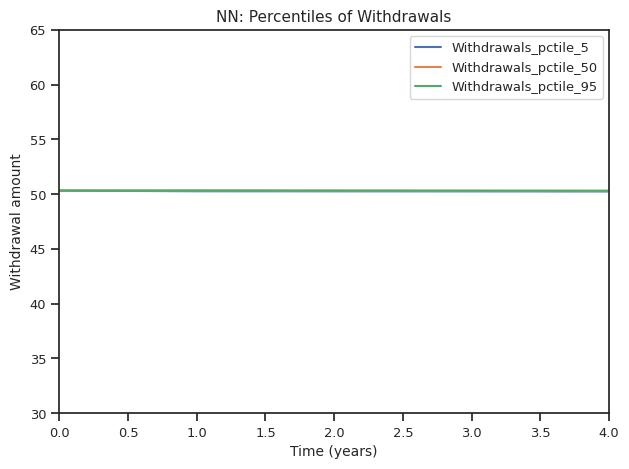 NN: Percentiles of Withdrawals
Withdrawals_pctile_5
Withdrawals_pctile_50
Withdrawals_pctile_95
Withdrawal amount
65
60
55
50
45
40
35
30
0.0 0.5 1.0 1.5 2.0 2.5 3.0 3.5 4.0
Time (years)